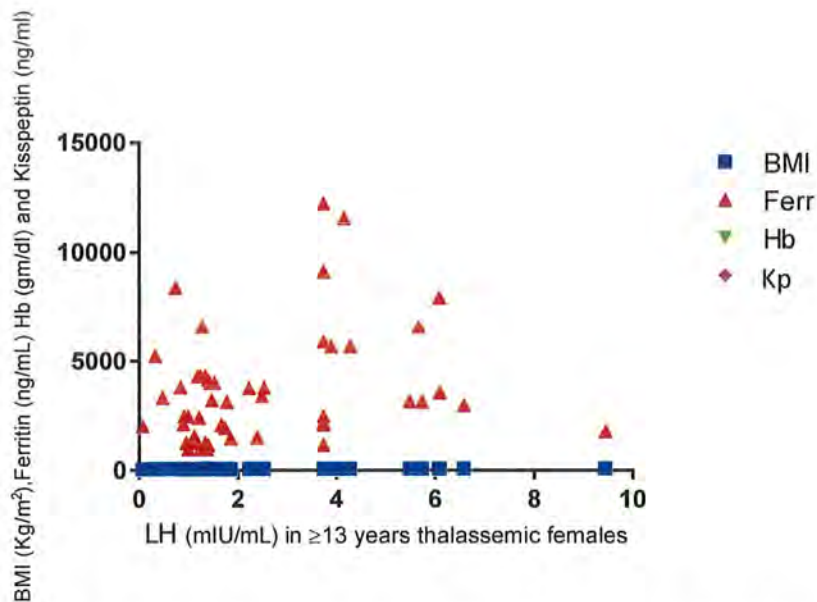 BMI (Kg/m²),Ferritin (ng/mL) Hb (gm/dl) and Kisspeptin (ng/ml)
15000
10000
5000
0
0 2 4 6 8 10
LH (mIU/mL) in ≥13 years thalassemic females
BMI
Ferr
Hb
Kp